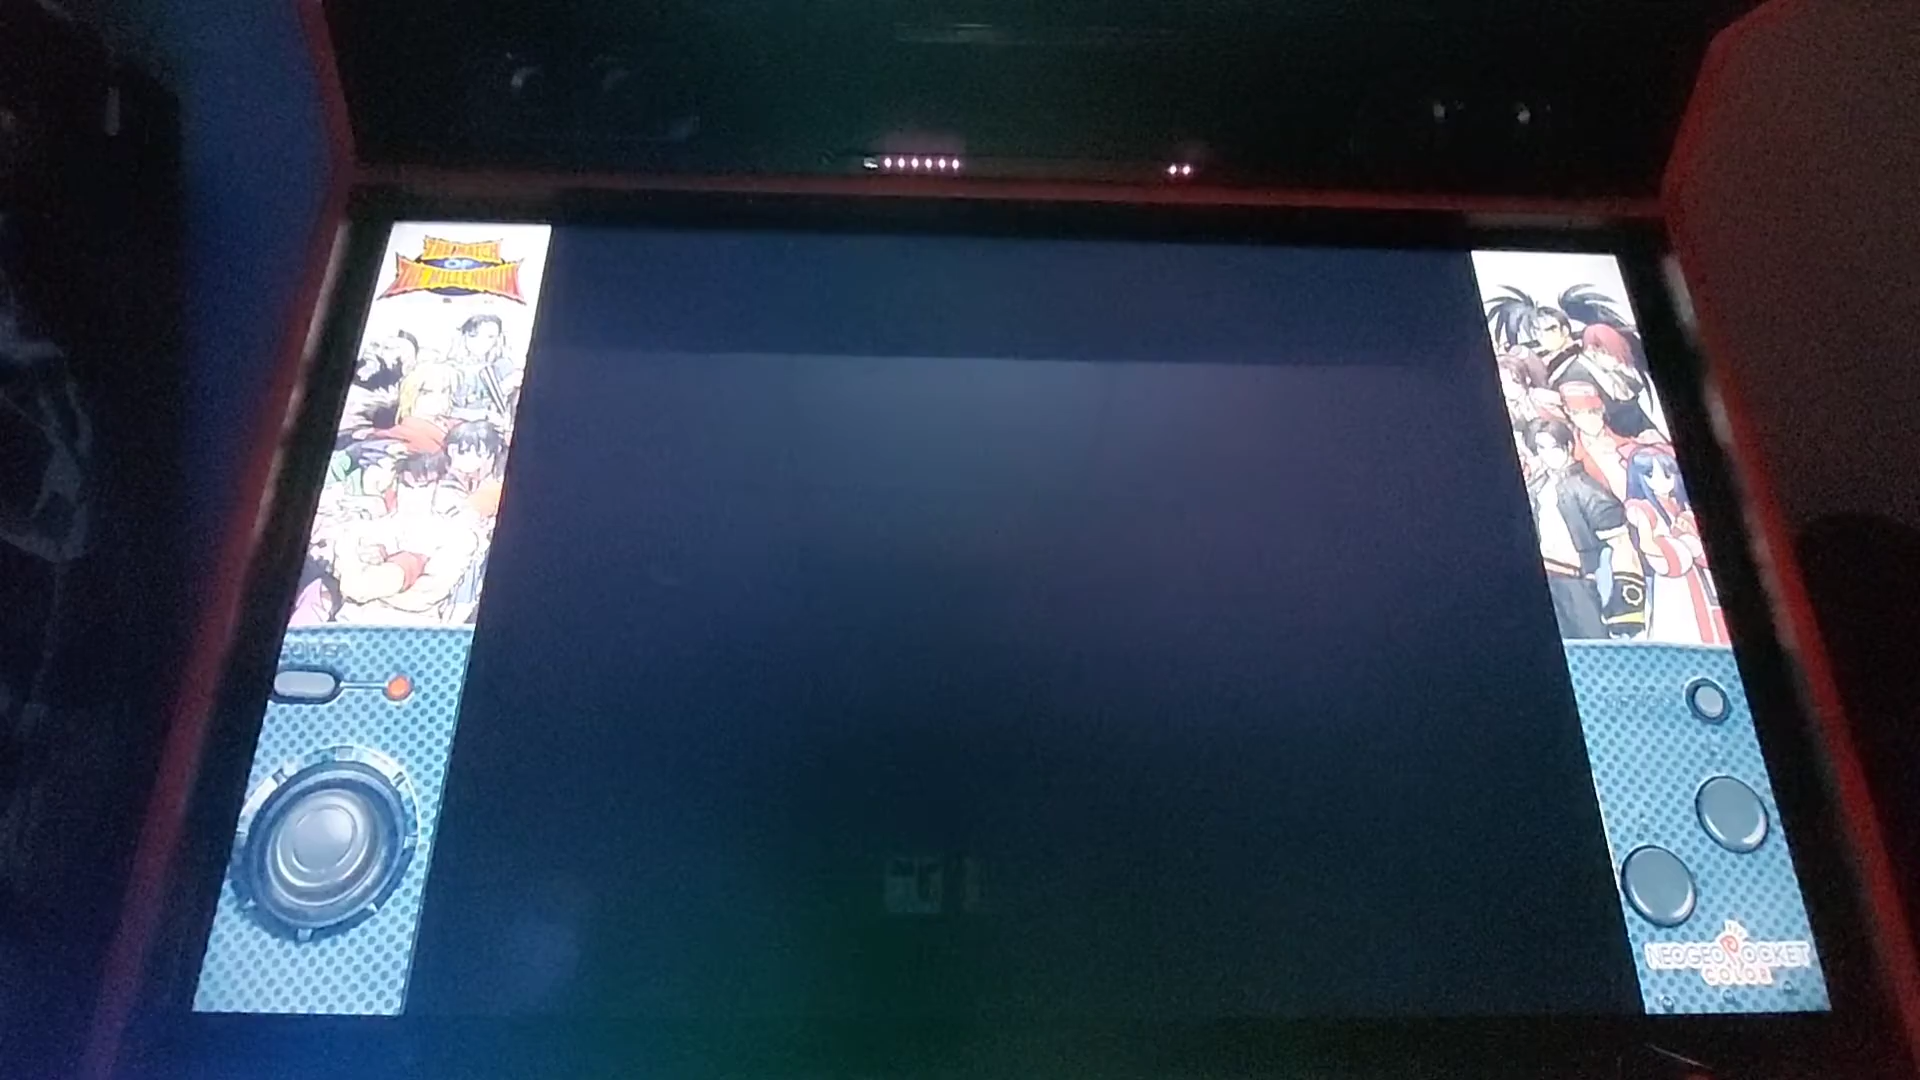 THE MATCH
OF
THE MILLENNIUM
POWER
NEOGEO POCKET
COLOR